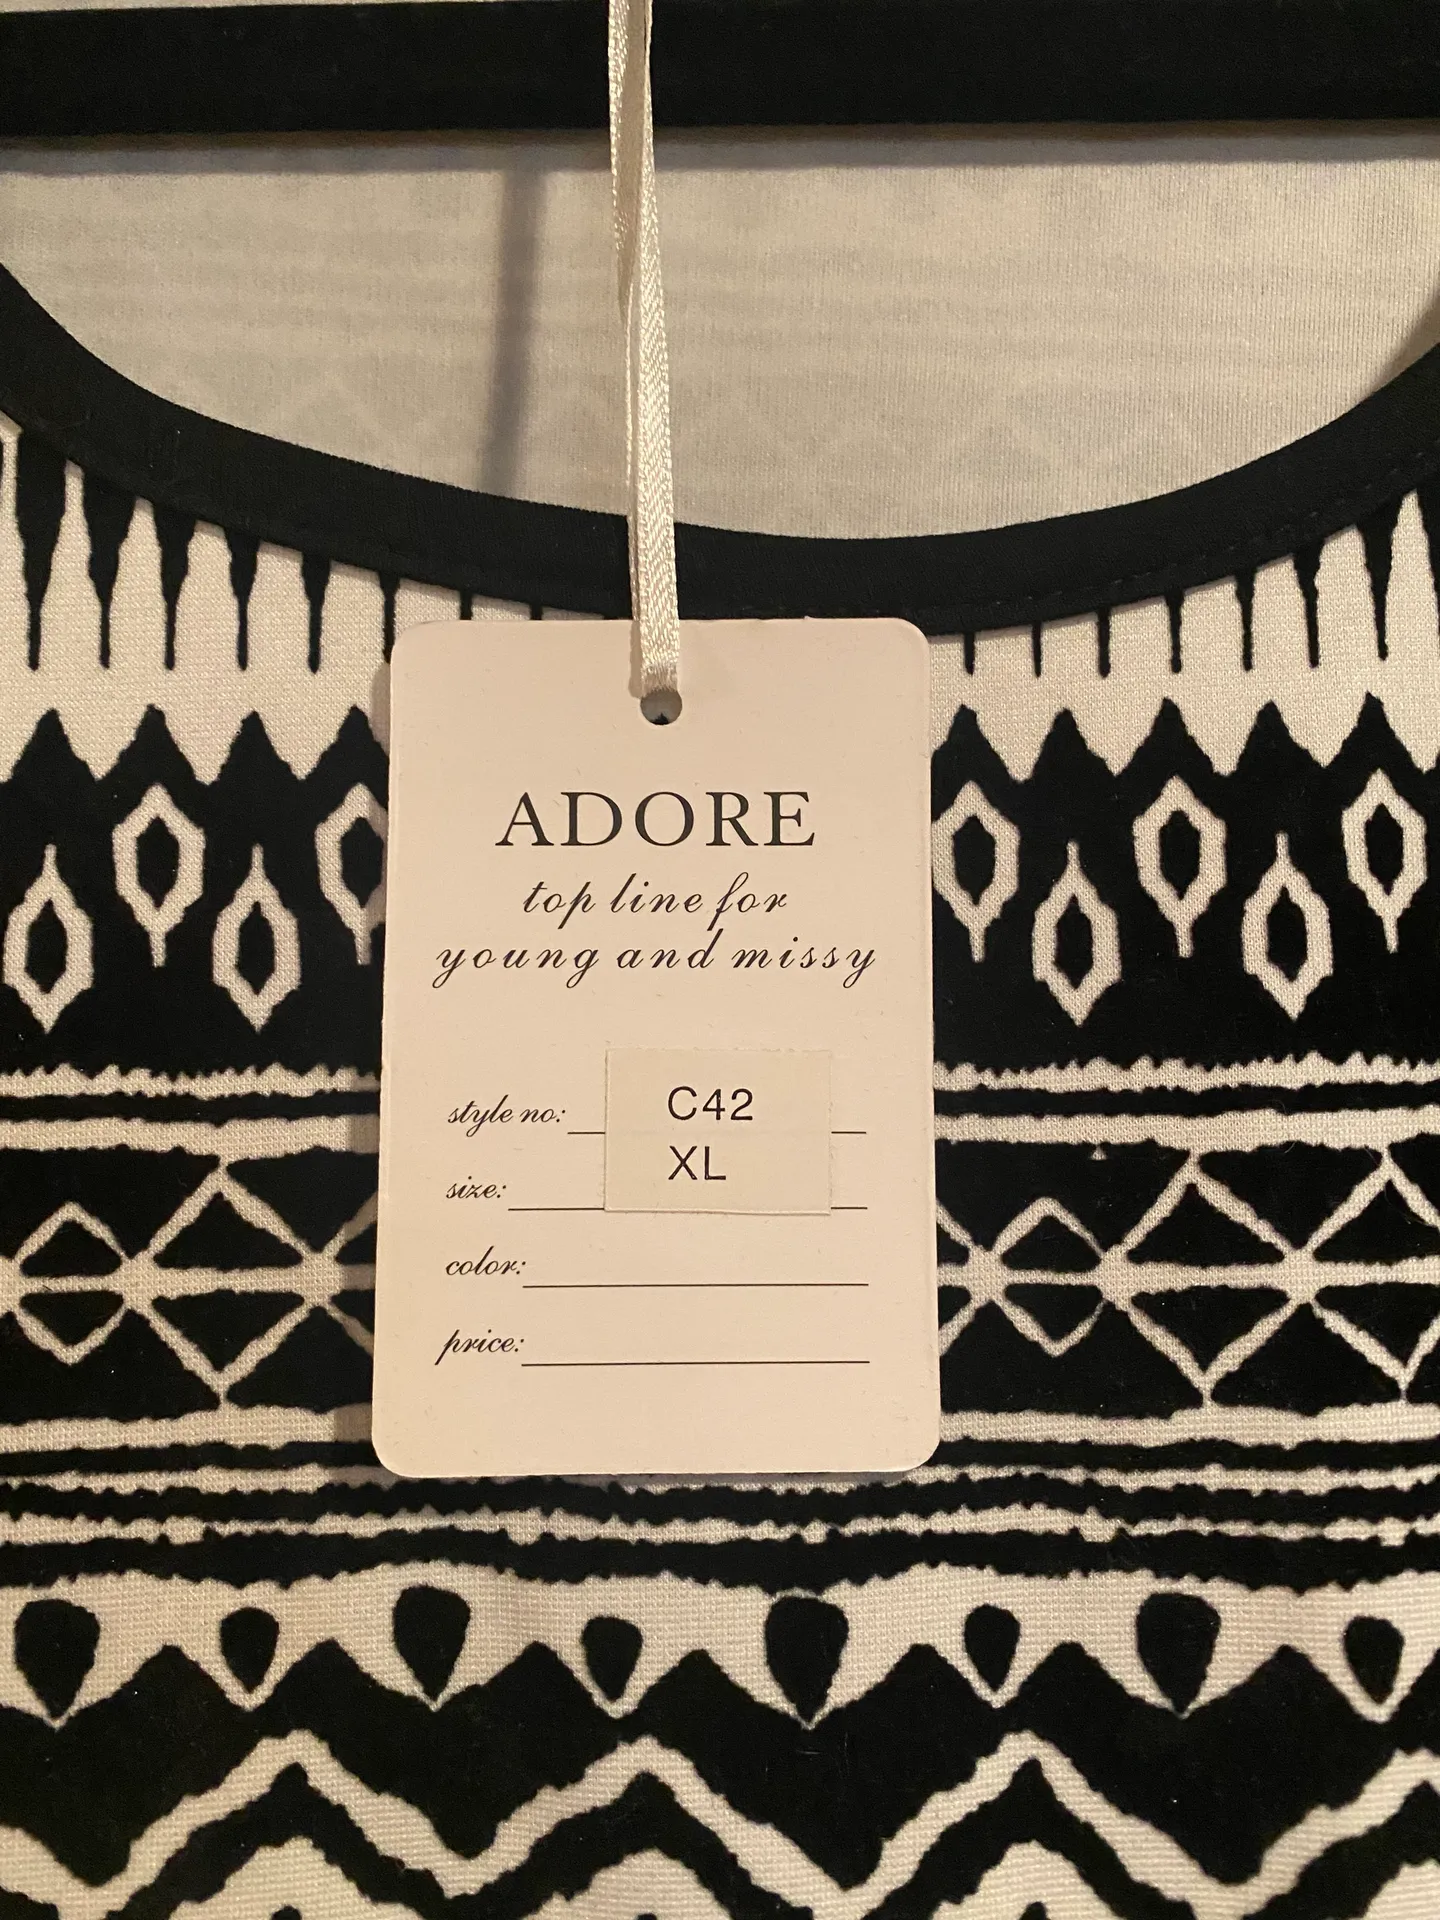 ADORE
top line for
young and missy
style no: C42
size: XL
color:
price: